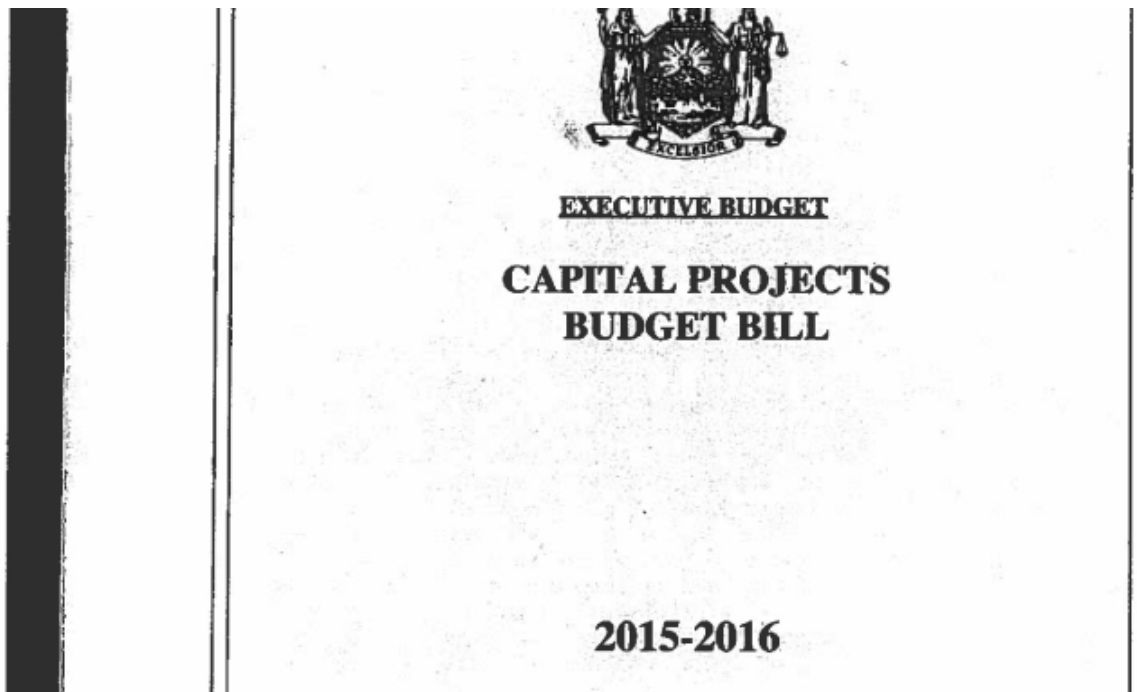 EXCELSIOR
EXECUTIVE BUDGET
CAPITAL PROJECTS
BUDGET BILL
2015-2016